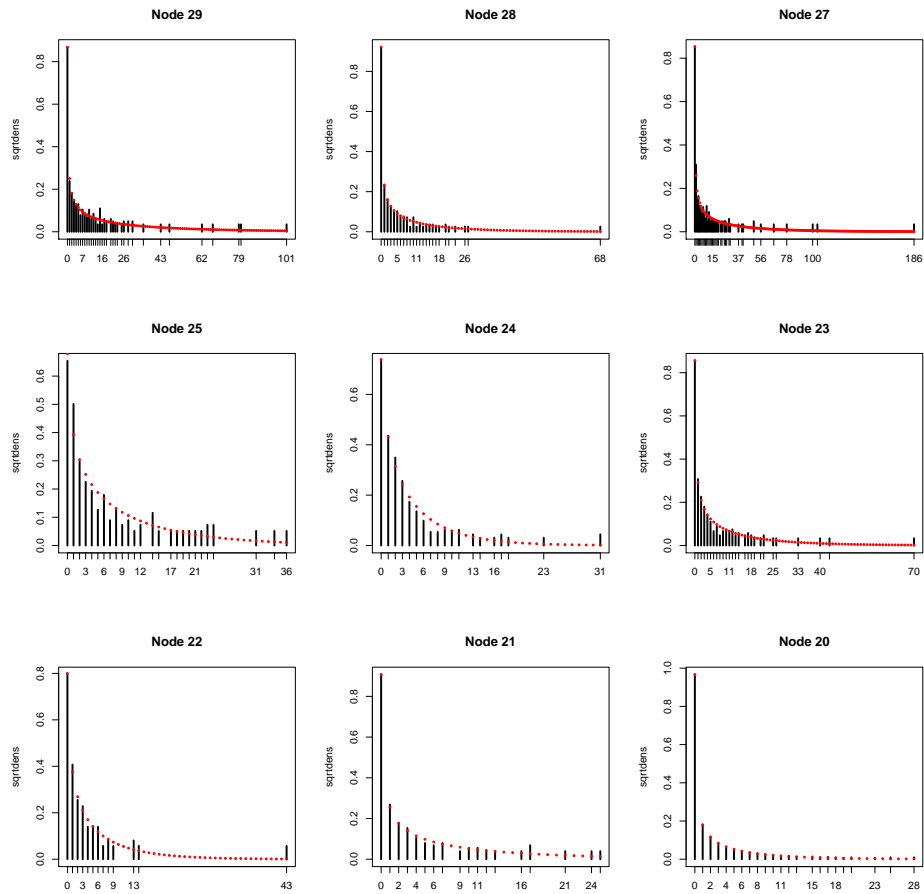 Node 29
Node 28
Node 27
sqrtdens
0.0 0.2 0.4 0.6 0.8
0 7 16 26 43 62 79 101
sqrtdens
0.0 0.2 0.4 0.6 0.8
0 5 11 18 26 68
sqrtdens
0.0 0.2 0.4 0.6 0.8
0 15 37 56 78 100 186
Node 25
Node 24
Node 23
sqrtdens
0.0 0.1 0.2 0.3 0.4 0.5 0.6
0 3 6 9 12 17 21 31 36
sqrtdens
0.0 0.2 0.4 0.6
0 3 6 9 13 16 23 31
sqrtdens
0.0 0.2 0.4 0.6 0.8
0 5 11 18 25 33 40 70
Node 22
Node 21
Node 20
sqrtdens
0.0 0.2 0.4 0.6 0.8
0 3 6 9 13 43
sqrtdens
0.0 0.2 0.4 0.6 0.8
0 2 4 6 9 11 16 21 24
sqrtdens
0.0 0.2 0.4 0.6 0.8 1.0
0 2 4 6 8 11 15 18 23 28